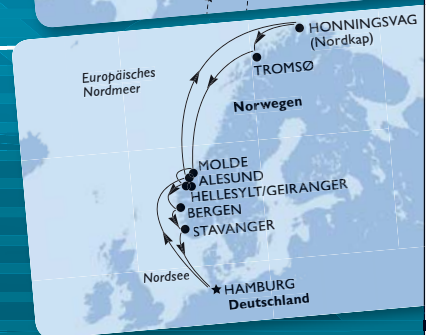 HONNINGSVAG
(Nordkap)
TROMSØ
Europäisches
Nordmeer
Norwegen
MOLDE
ALESUND
HELLESYLT/GEIRANGER
BERGEN
STAVANGER
Nordsee
HAMBURG
Deutschland